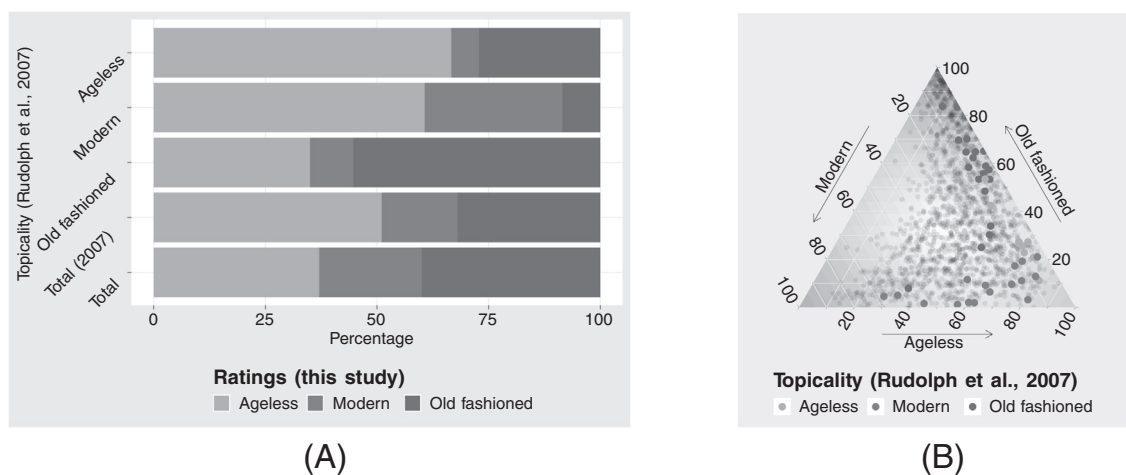 Topicality (Rudolph et al., 2007)
Ageless
Modern
Old fashioned
Total (2007)
Total
0 25 50 75 100
Percentage
Ratings (this study)
Ageless Modern Old fashioned
(A)
100
80
60
40
20
Old fashioned
20
40
60
80
100
Modern
20 40 60 80 100
Ageless
Topicality (Rudolph et al., 2007)
Ageless Modern Old fashioned
(B)